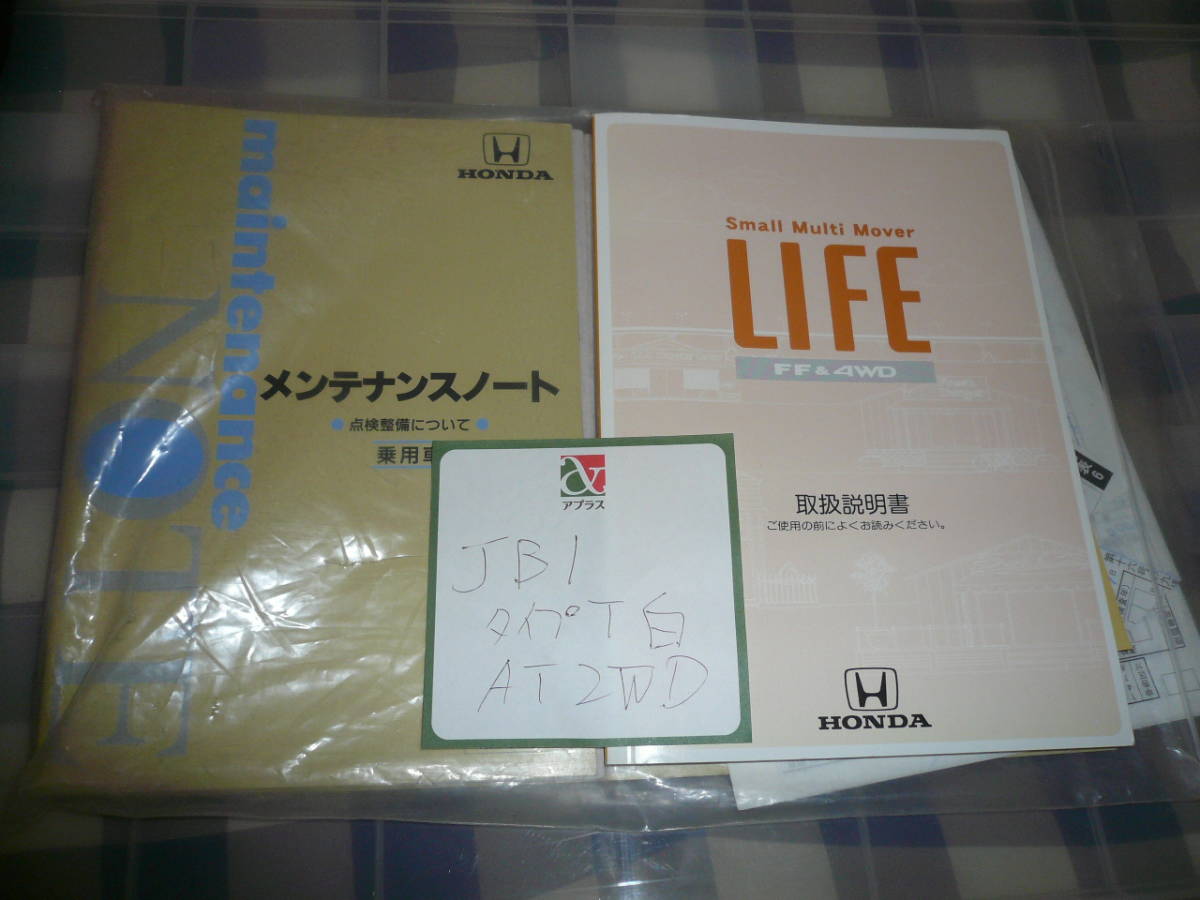 maintenance
NOTE
HONDA
メンテナンスノート
●点検整備について●
乗用車
Small Multi Mover
LIFE
FF & 4WD
取扱説明書
ご使用の前によくお読みください。
HONDA
アプラス
JB1
タイプT 白
AT 2WD